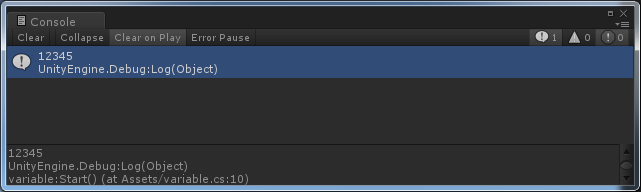 Console
Clear Collapse Clear on Play Error Pause 1 0 0
12345
UnityEngine.Debug:Log(Object)
12345
UnityEngine.Debug:Log(Object)
variable:Start() (at Assets/variable.cs:10)